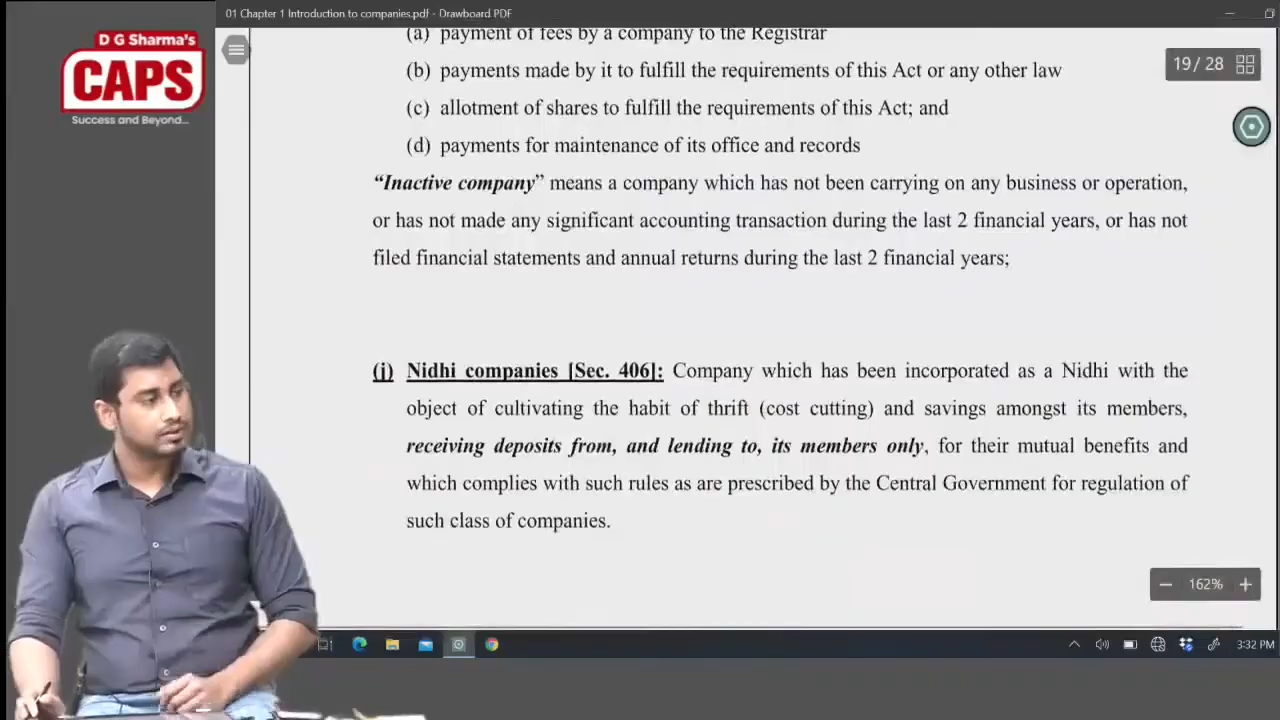 01 Chapter 1 Introduction to companies.pdf - Drawboard PDF
D G Sharma's
CAPS
Success and Beyond...
19 / 28
(a) payment of fees by a company to the Registrar
(b) payments made by it to fulfill the requirements of this Act or any other law
(c) allotment of shares to fulfill the requirements of this Act; and
(d) payments for maintenance of its office and records
“Inactive company” means a company which has not been carrying on any business or operation,
or has not made any significant accounting transaction during the last 2 financial years, or has not
filed financial statements and annual returns during the last 2 financial years;
(j) Nidhi companies [Sec. 406]: Company which has been incorporated as a Nidhi with the
object of cultivating the habit of thrift (cost cutting) and savings amongst its members,
receiving deposits from, and lending to, its members only, for their mutual benefits and
which complies with such rules as are prescribed by the Central Government for regulation of
such class of companies.
162%
3:32 PM